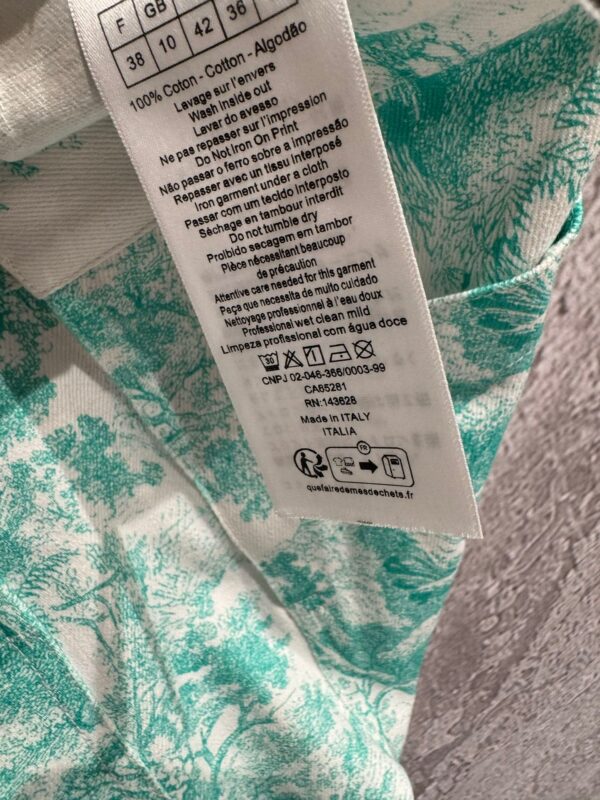 F GB
38 10 42 36
100% Coton - Cotton - Algodão
Lavage sur l'envers
Wash inside out
Lavar do avesso
Ne pas repasser sur l'impression
Do Not Iron On Print
Não passar o ferro sobre a impressão
Repasser avec un tissu interposé
Iron garment under a cloth
Passar com um tecido interposto
Séchage en tambour interdit
Do not tumble dry
Proibido secagem em tambor
Pièce nécessitant beaucoup
de précaution
Attentive care needed for this garment
Peça que necessita de muito cuidado
Nettoyage professionnel à l'eau douce
Professional wet clean mild
Limpeza profissional com água doce
30
CNPJ 02-046-366/0003-99
CA65281
RN:143628
Made in ITALY
ITALIA
FR
quefairedemesdechets.fr